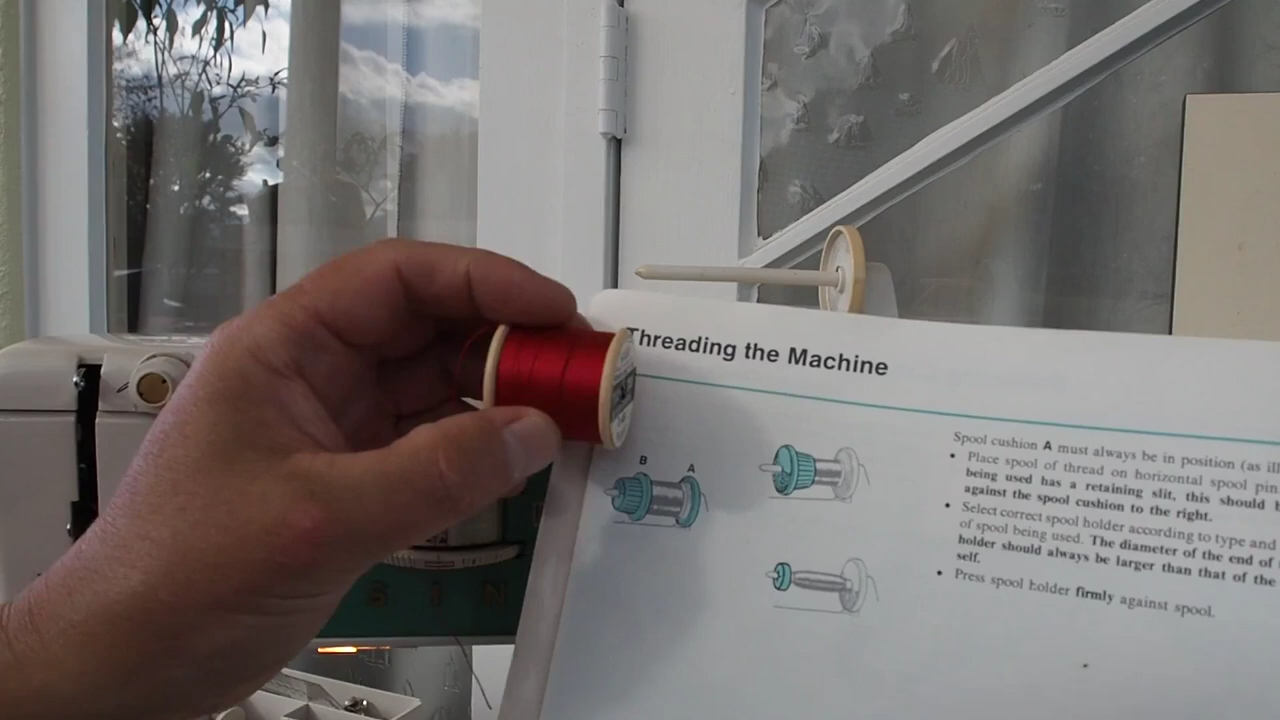 Threading the Machine
B
A
Spool cushion A must always be in position (as ill
• Place spool of thread on horizontal spool pin
being used has a retaining slit, this should
against the spool cushion to the right.
• Select correct spool holder according to type and
of spool being used. The diameter of the end of
holder should always be larger than that of the
self.
• Press spool holder firmly against spool.
S I N